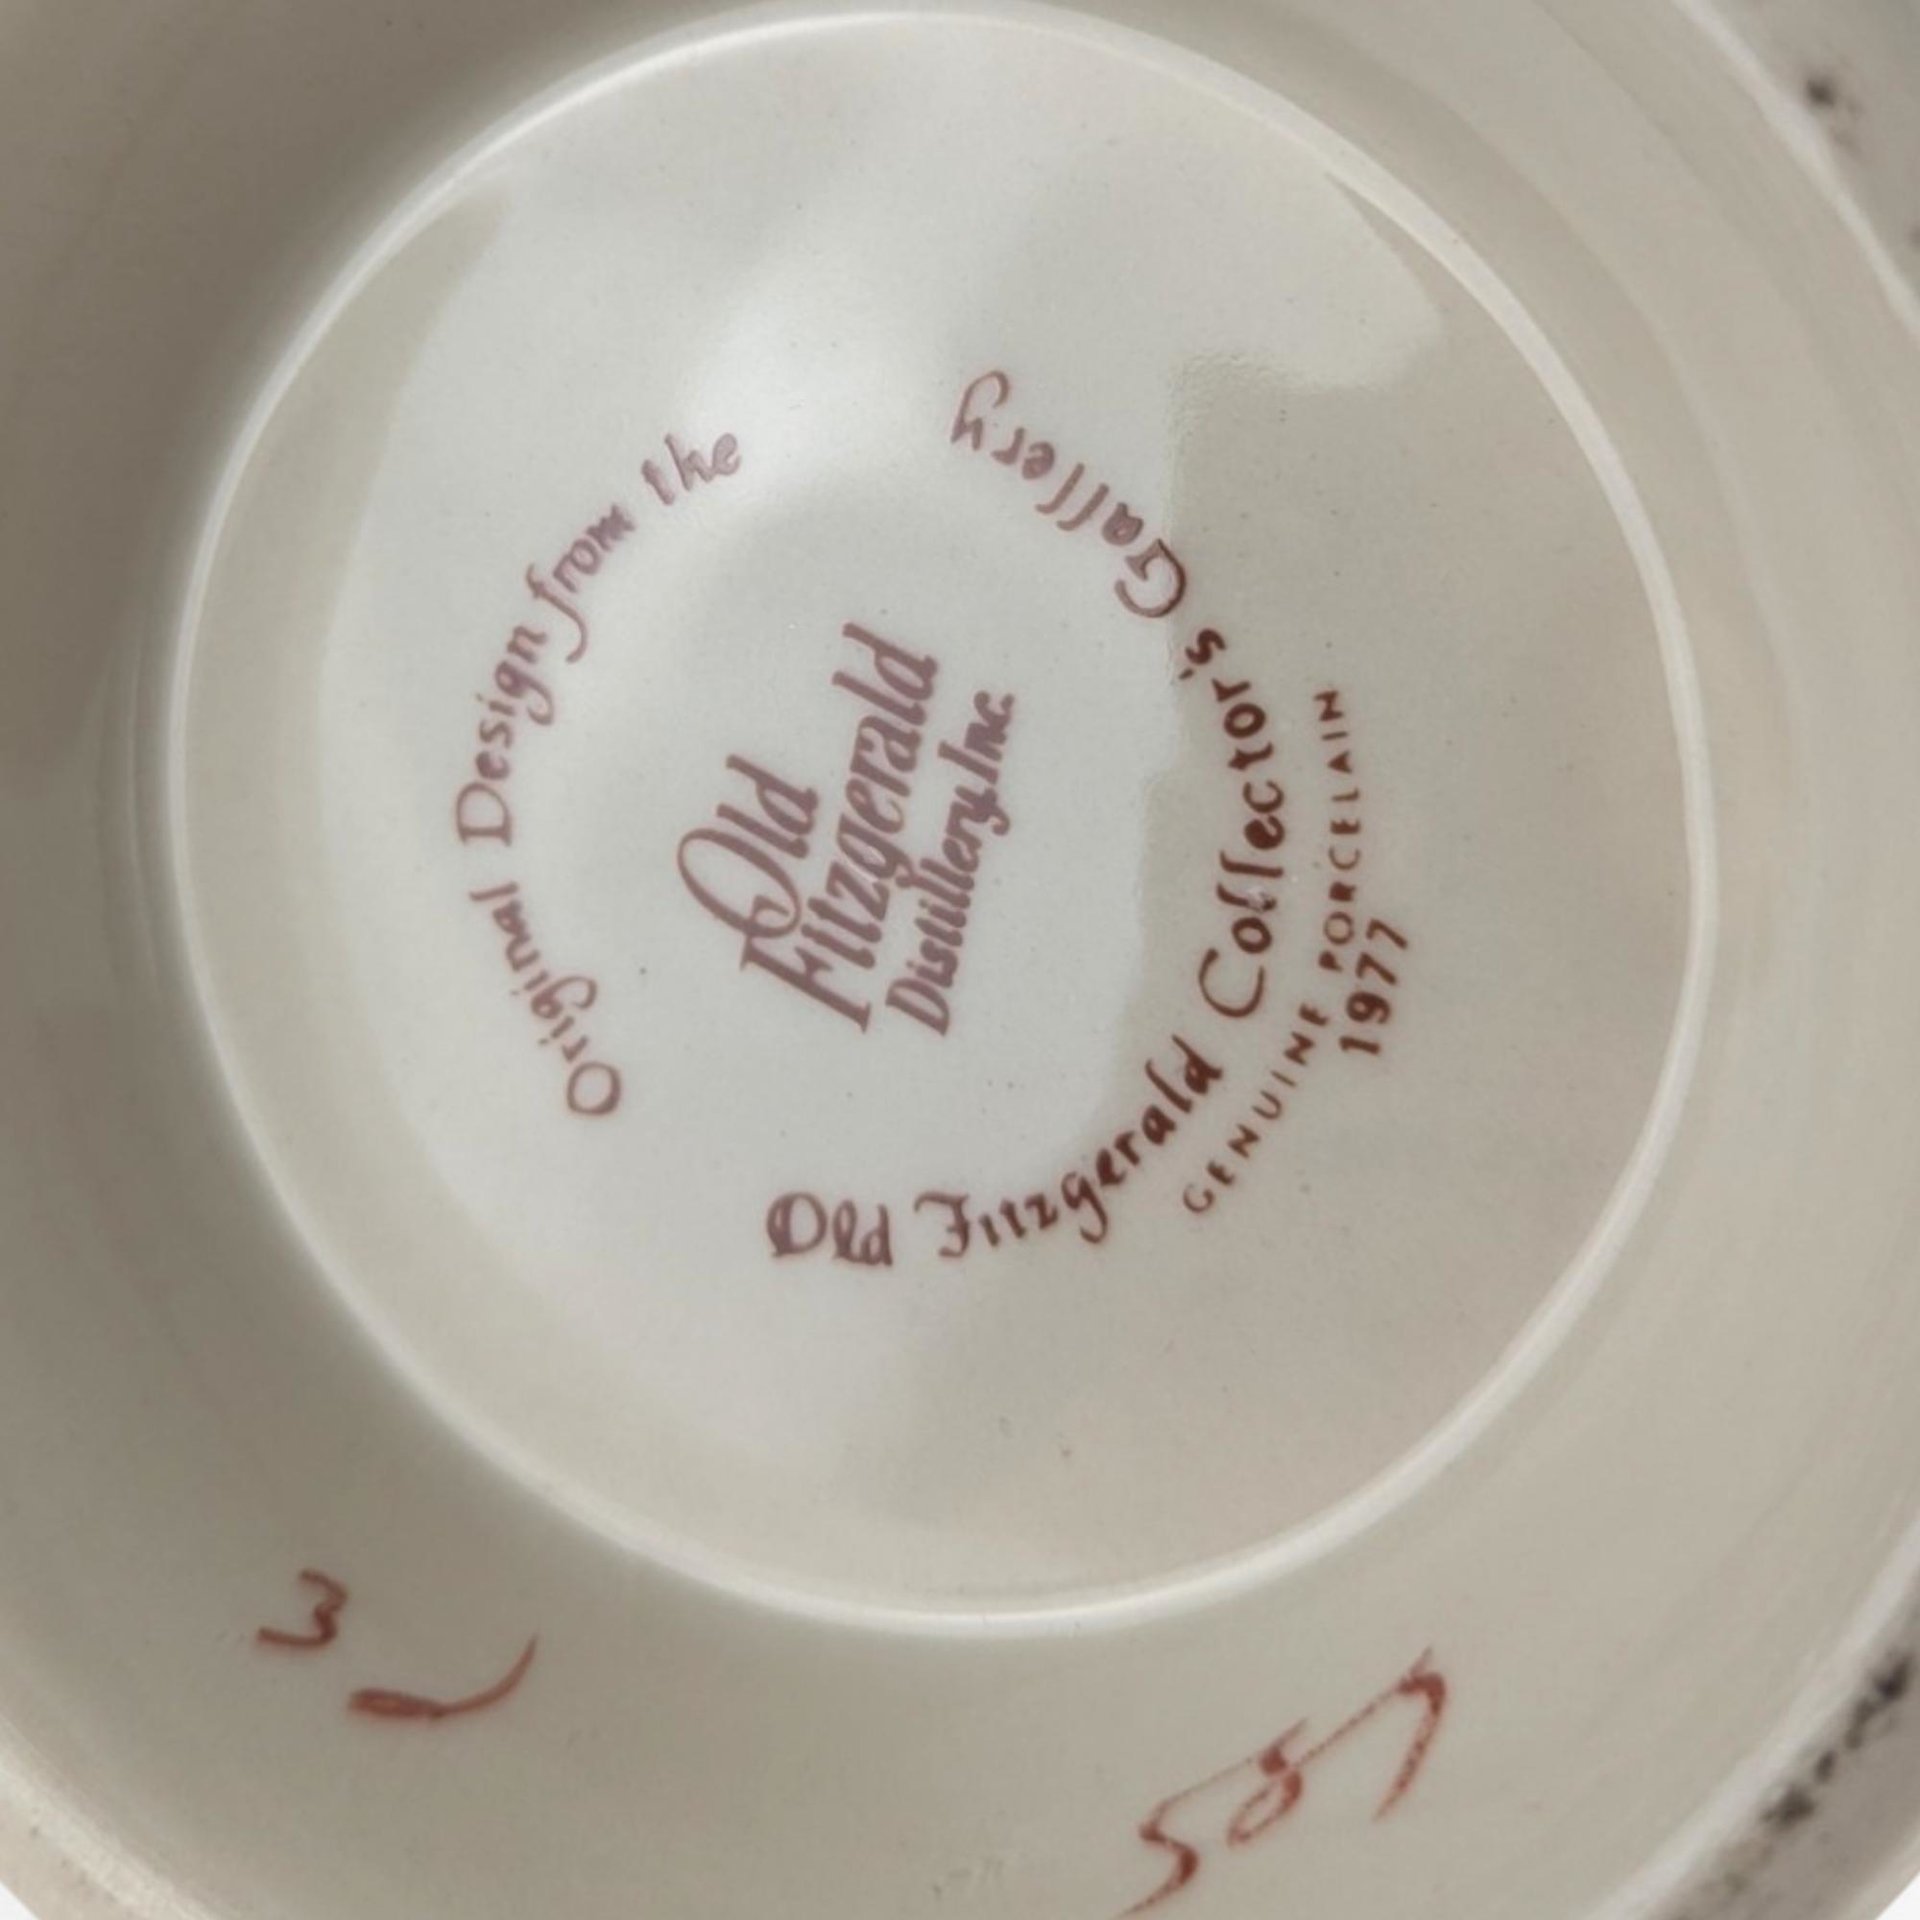 Original Design from the
Old
Fitzgerald
Distillery, Inc.
Old Fitzgerald Collector's Gallery
GENUINE PORCELAIN
1977